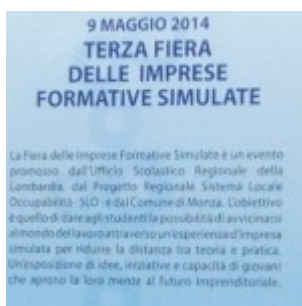 9 MAGGIO 2014
TERZA FIERA
DELLE IMPRESE
FORMATIVE SIMULATE
La Fiera delle Imprese Formative Simulate è un evento
promosso dall'Ufficio Scolastico Regionale della
Lombardia, dal Progetto Regionale Sistema Locale
Occupabilità - SLO - e dal Comune di Monza. L'obiettivo
è quello di dare agli studenti la possibilità di avvicinarsi
al mondo del lavoro attraverso un'esperienza d'impresa
simulata per ridurre la distanza tra teoria e pratica.
Un'esposizione di idee, iniziative e capacità di giovani
che aprono la loro mente al futuro imprenditoriale.